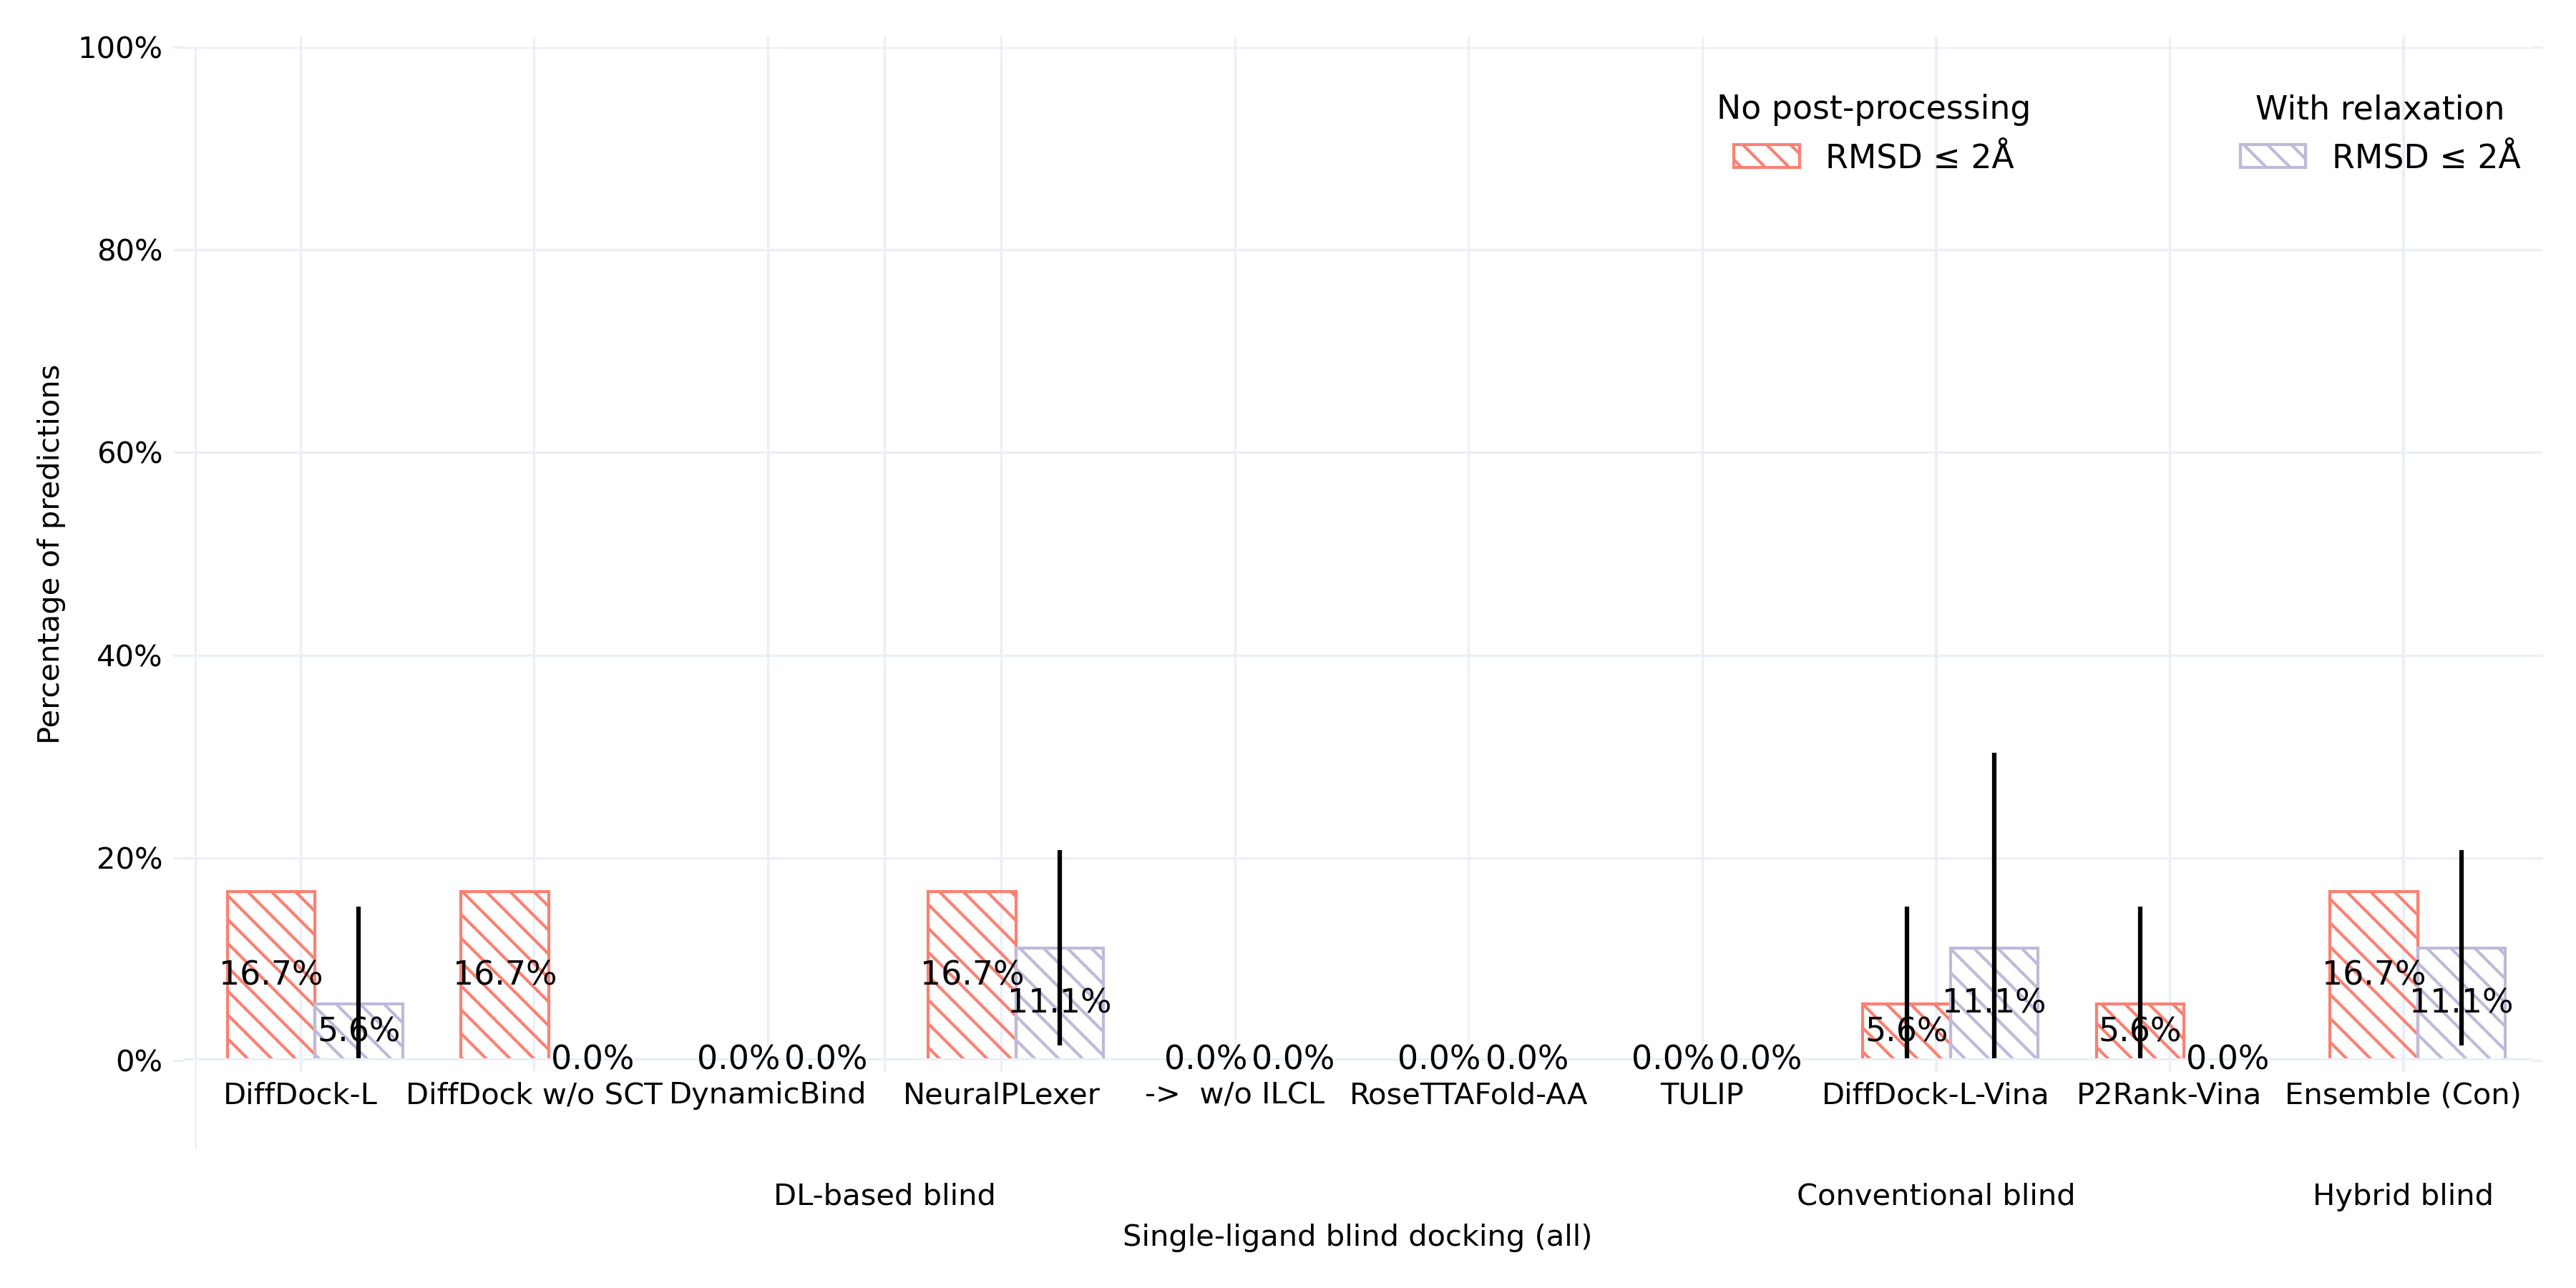 100%
80%
60%
40%
20%
0%
Percentage of predictions
No post-processing
RMSD ≤ 2Å
With relaxation
RMSD ≤ 2Å
16.7%
5.6%
16.7%
0.0%
0.0%
0.0%
16.7%
11.1%
0.0%
0.0%
0.0%
0.0%
0.0%
0.0%
5.6%
11.1%
5.6%
0.0%
16.7%
11.1%
DiffDock-L
DiffDock w/o SCT
DynamicBind
NeuralPLexer
-> w/o ILCL
RoseTTAFold-AA
TULIP
DiffDock-L-Vina
P2Rank-Vina
Ensemble (Con)
DL-based blind
Conventional blind
Hybrid blind
Single-ligand blind docking (all)